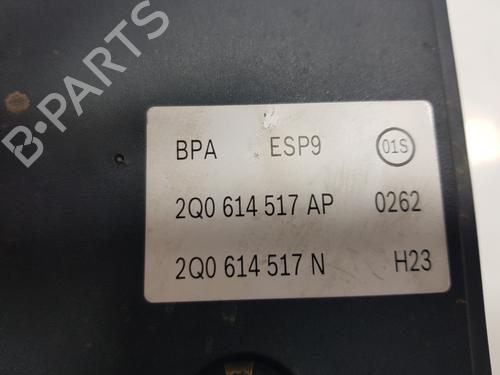 BPA ESP9 01S
2Q0 614 517 AP 0262
2Q0 614 517 N H23
B-PARTS